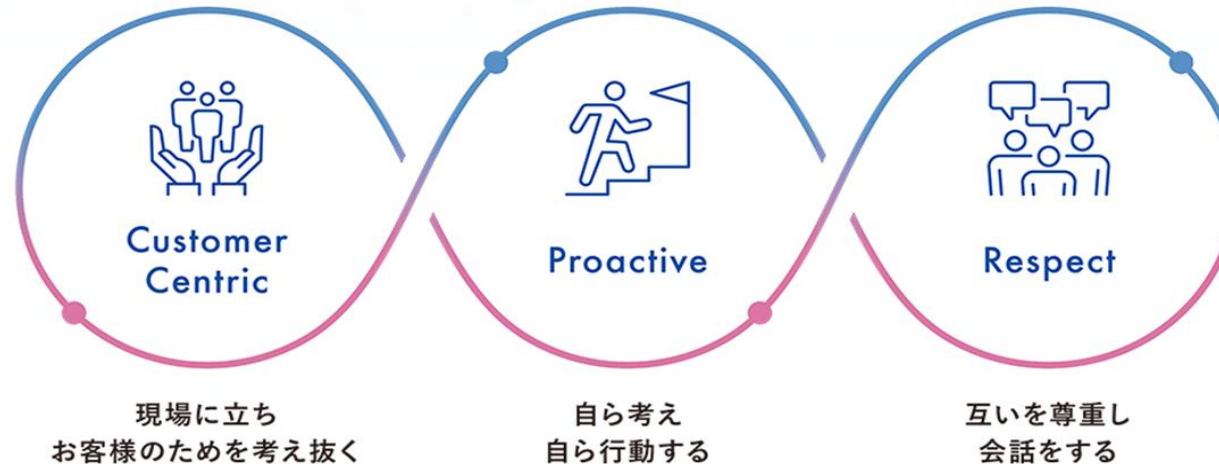 Customer
Centric
現場に立ち
お客様のためを考え抜く
Proactive
自ら考え
自ら行動する
Respect
互いを尊重し
会話をする